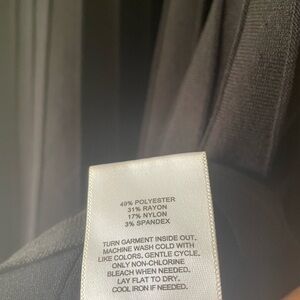 49% POLYESTER
31% RAYON
17% NYLON
3% SPANDEX
TURN GARMENT INSIDE OUT.
MACHINE WASH COLD WITH
LIKE COLORS, GENTLE CYCLE.
ONLY NON-CHLORINE
BLEACH WHEN NEEDED.
LAY FLAT TO DRY.
COOL IRON IF NEEDED.